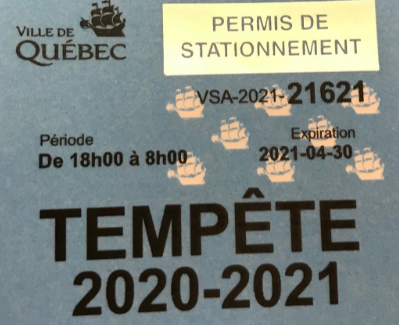 VILLE DE
QUÉBEC
PERMIS DE
STATIONNEMENT
VSA-2021-21621
Période
De 18h00 à 8h00
Expiration
2021-04-30
TEMPÊTE
2020-2021